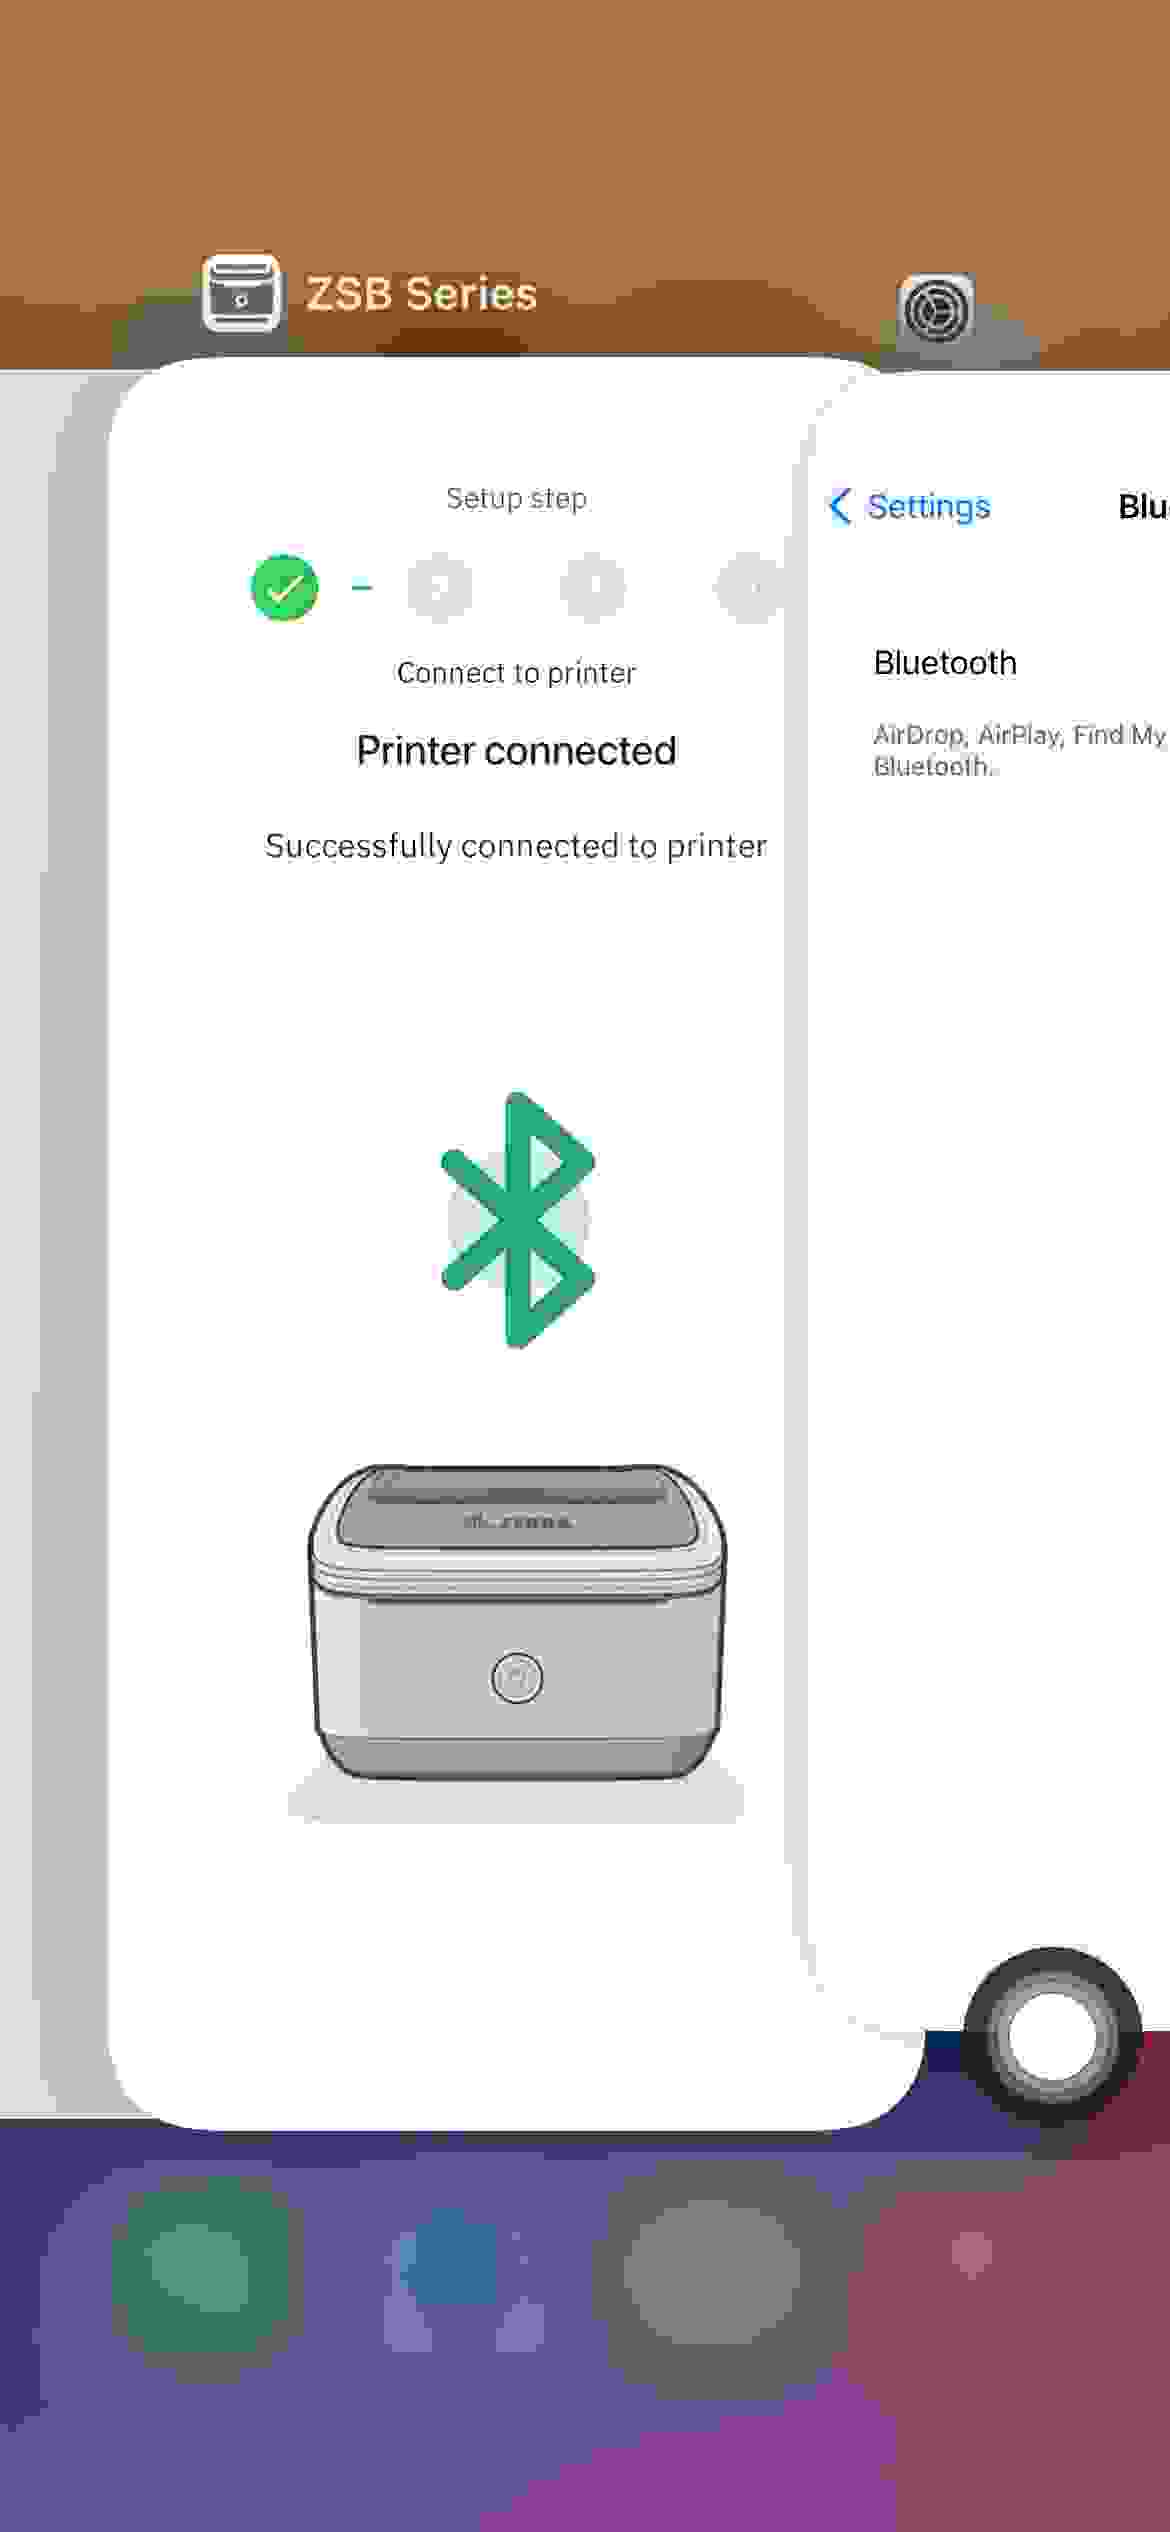 ZSB Series
Setup step
Connect to printer
Printer connected
Successfully connected to printer
Settings
Blu
Bluetooth
AirDrop, AirPlay, Find My
Bluetooth.